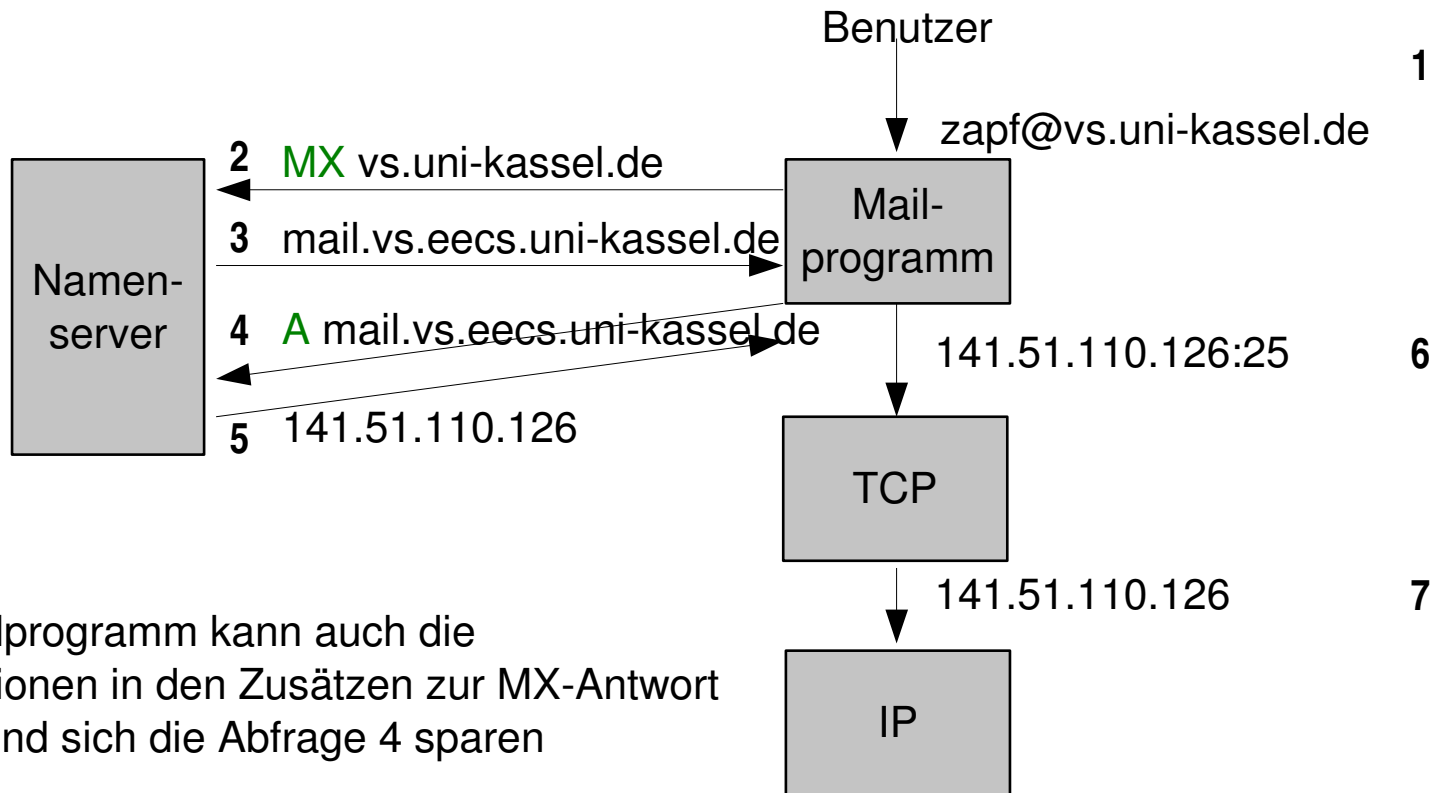 Benutzer
1
zapf@vs.uni-kassel.de
2 MX vs.uni-kassel.de
Mail-
programm
3 mail.vs.eecs.uni-kassel.de
Namen-
server
4 A mail.vs.eecs.uni-kassel.de
141.51.110.126:25 6
5 141.51.110.126
TCP
141.51.110.126 7
lprogramm kann auch die
ionen in den Zusätzen zur MX-Antwort
nd sich die Abfrage 4 sparen
IP